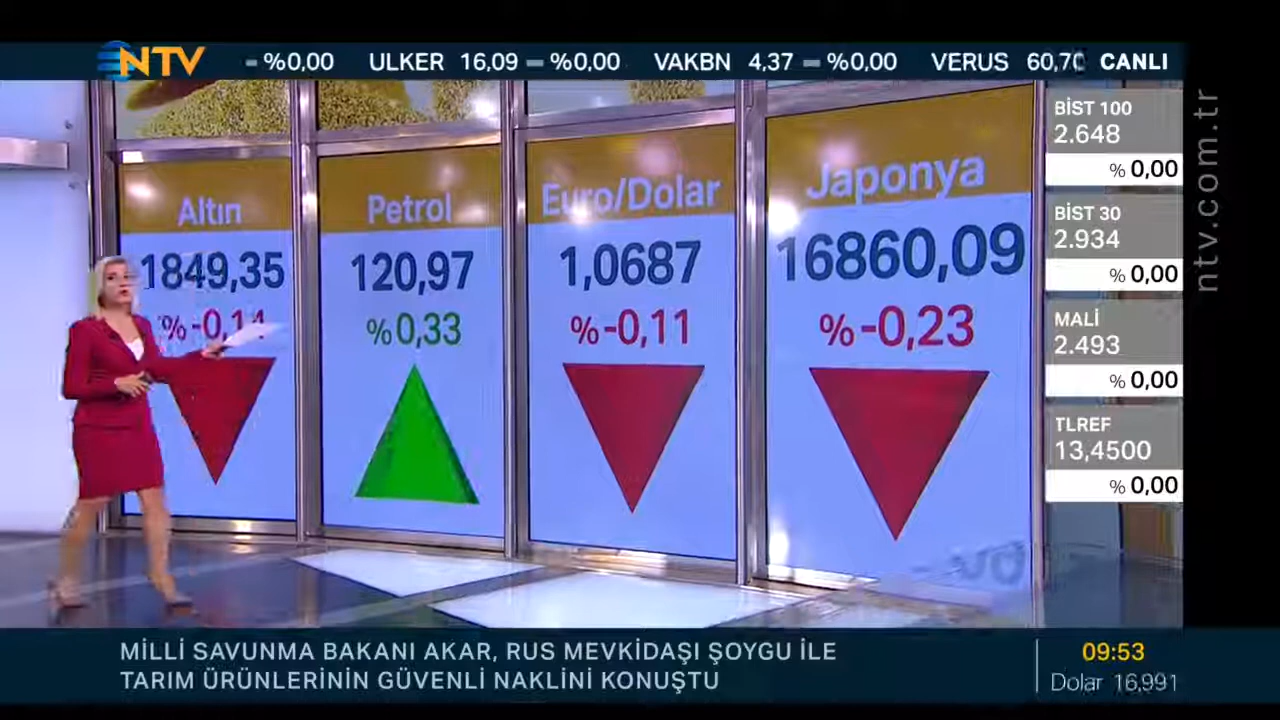 NTV
%0,00 ULKER 16,09 %0,00 VAKBN 4,37 %0,00 VERUS 60,70 CANLI
Altın
1849,35
%-0,14
Petrol
120,97
%0,33
Euro/Dolar
1,0687
%-0,11
Japonya
16860,09
%-0,23
BİST 100
2.648
% 0,00
BİST 30
2.934
% 0,00
MALİ
2.493
% 0,00
TLREF
13,4500
% 0,00
ntv.com.tr
MİLLİ SAVUNMA BAKANI AKAR, RUS MEVKİDAŞI ŞOYGU İLE
TARIM ÜRÜNLERİNİN GÜVENLİ NAKLİNİ KONUŞTU
09:53
Dolar 16,991